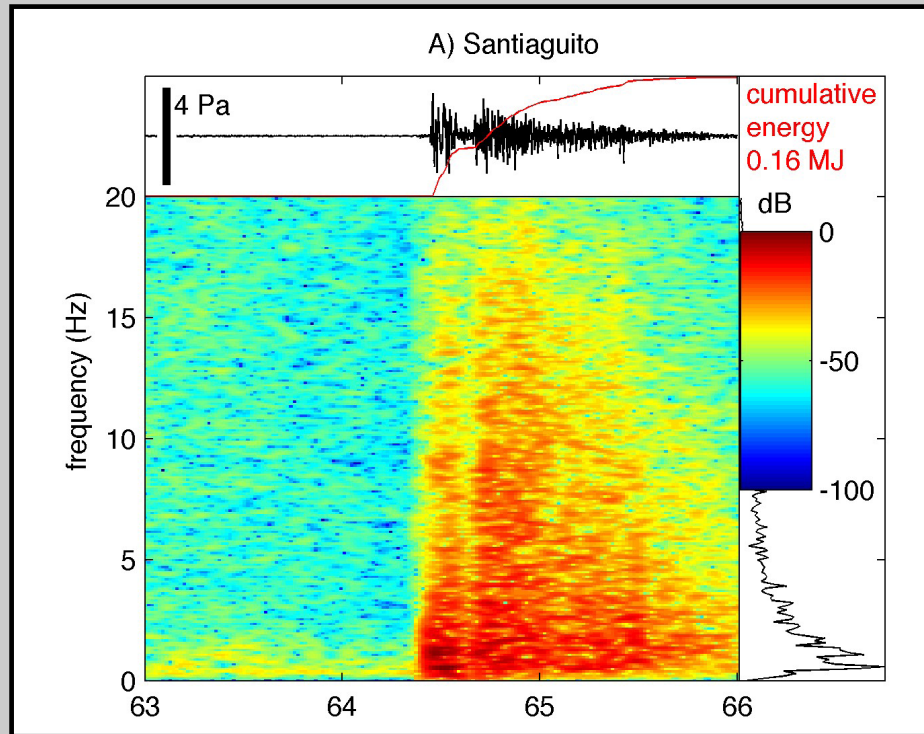 A) Santiaguito
4 Pa
cumulative
energy
0.16 MJ
dB
0
-50
-100
20
15
10
5
0
frequency (Hz)
63
64
65
66